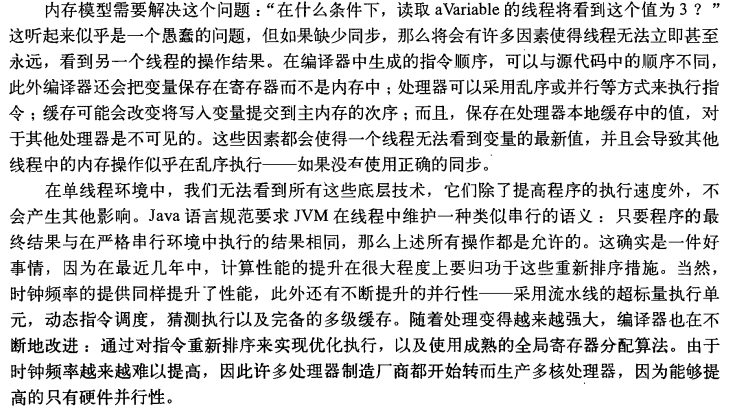 内存模型需要解决这个问题：“在什么条件下，读取 aVariable 的线程将看到这个值为 3？”
这听起来似乎是一个愚蠢的问题，但如果缺少同步，那么将会有许多因素使得线程无法立即甚至
永远，看到另一个线程的操作结果。在编译器中生成的指令顺序，可以与源代码中的顺序不同，
此外编译器还会把变量保存在寄存器而不是内存中；处理器可以采用乱序或并行等方式来执行指
令；缓存可能会改变将写入变量提交到主内存的次序；而且，保存在处理器本地缓存中的值，对
于其他处理器是不可见的。这些因素都会使得一个线程无法看到变量的最新值，并且会导致其他
线程中的内存操作似乎在乱序执行——如果没有使用正确的同步。
在单线程环境中，我们无法看到所有这些底层技术，它们除了提高程序的执行速度外，不
会产生其他影响。Java 语言规范要求 JVM 在线程中维护一种类似串行的语义：只要程序的最
终结果与在严格串行环境中执行的结果相同，那么上述所有操作都是允许的。这确实是一件好
事情，因为在最近几年中，计算性能的提升在很大程度上要归功于这些重新排序措施。当然，
时钟频率的提供同样提升了性能，此外还有不断提升的并行性——采用流水线的超标量执行单
元，动态指令调度，猜测执行以及完备的多级缓存。随着处理变得越来越强大，编译器也在不
断地改进：通过对指令重新排序来实现优化执行，以及使用成熟的全局寄存器分配算法。由于
时钟频率越来越难以提高，因此许多处理器制造厂商都开始转而生产多核处理器，因为能够提
高的只有硬件并行性。